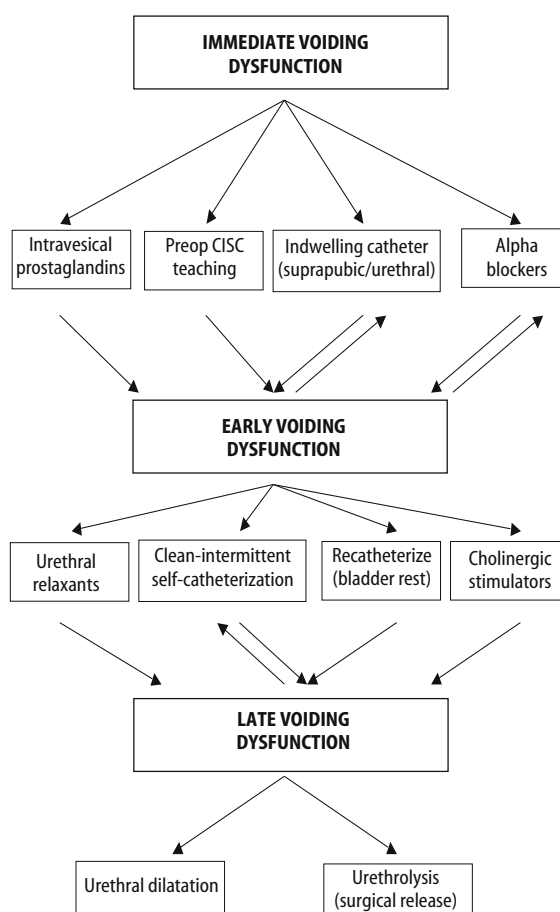 IMMEDIATE VOIDING
DYSFUNCTION
Intravesical
prostaglandins
Preop CISC
teaching
Indwelling catheter
(suprapubic/urethral)
Alpha
blockers
EARLY VOIDING
DYSFUNCTION
Urethral
relaxants
Clean-intermittent
self-catheterization
Recatheterize
(bladder rest)
Cholinergic
stimulators
LATE VOIDING
DYSFUNCTION
Urethral dilatation
Urethrolysis
(surgical release)